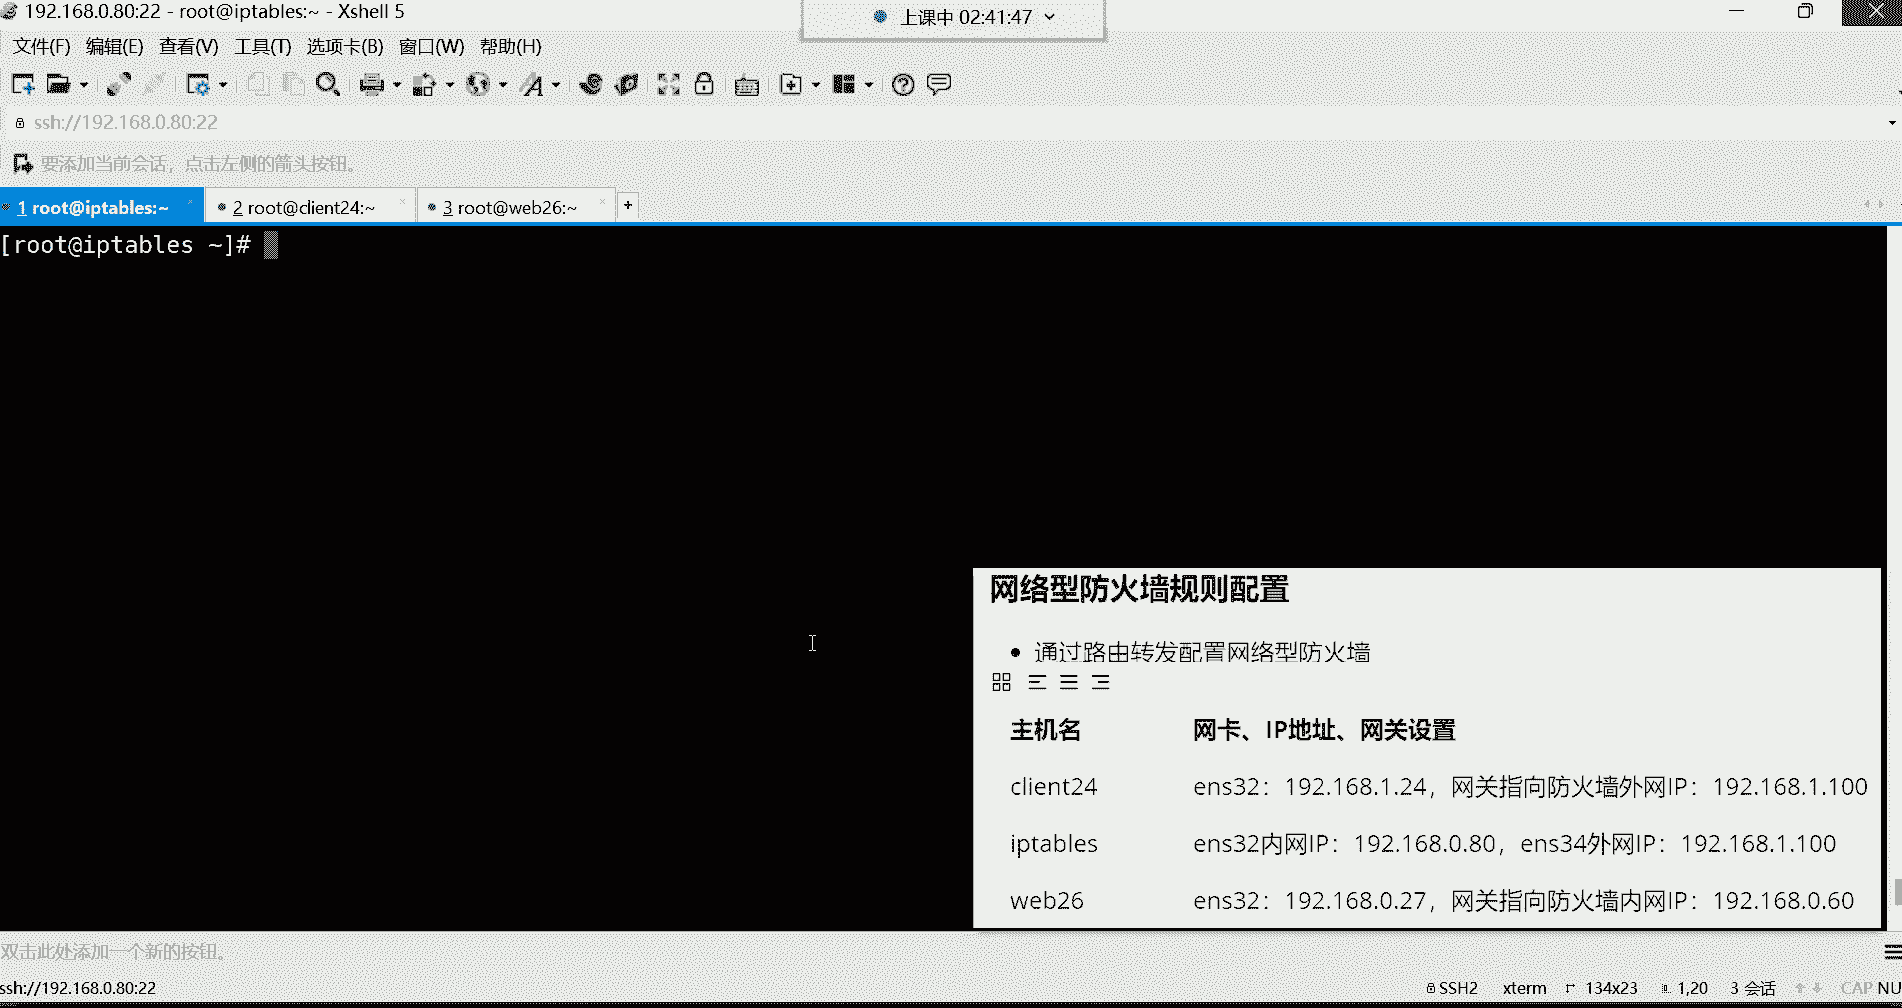 192.168.0.80:22 - root@iptables:~ - Xshell 5
上课中 02:41:47
文件(F) 编辑(E) 查看(V) 工具(T) 选项卡(B) 窗口(W) 帮助(H)
ssh://192.168.0.80:22
要添加当前会话，点击左侧的箭头按钮。
1 root@iptables:~
2 root@client24:~
3 root@web26:~
+
[root@iptables ~]#
网络型防火墙规则配置
• 通过路由转发配置网络型防火墙
主机名 网卡、IP地址、网关设置
client24 ens32：192.168.1.24，网关指向防火墙外网IP：192.168.1.100
iptables ens32内网IP：192.168.0.80，ens34外网IP：192.168.1.100
web26 ens32：192.168.0.27，网关指向防火墙内网IP：192.168.0.60
双击此处添加一个新的按钮。
ssh://192.168.0.80:22
SSH2 xterm 134x23 1,20 3 会话 CAP NU